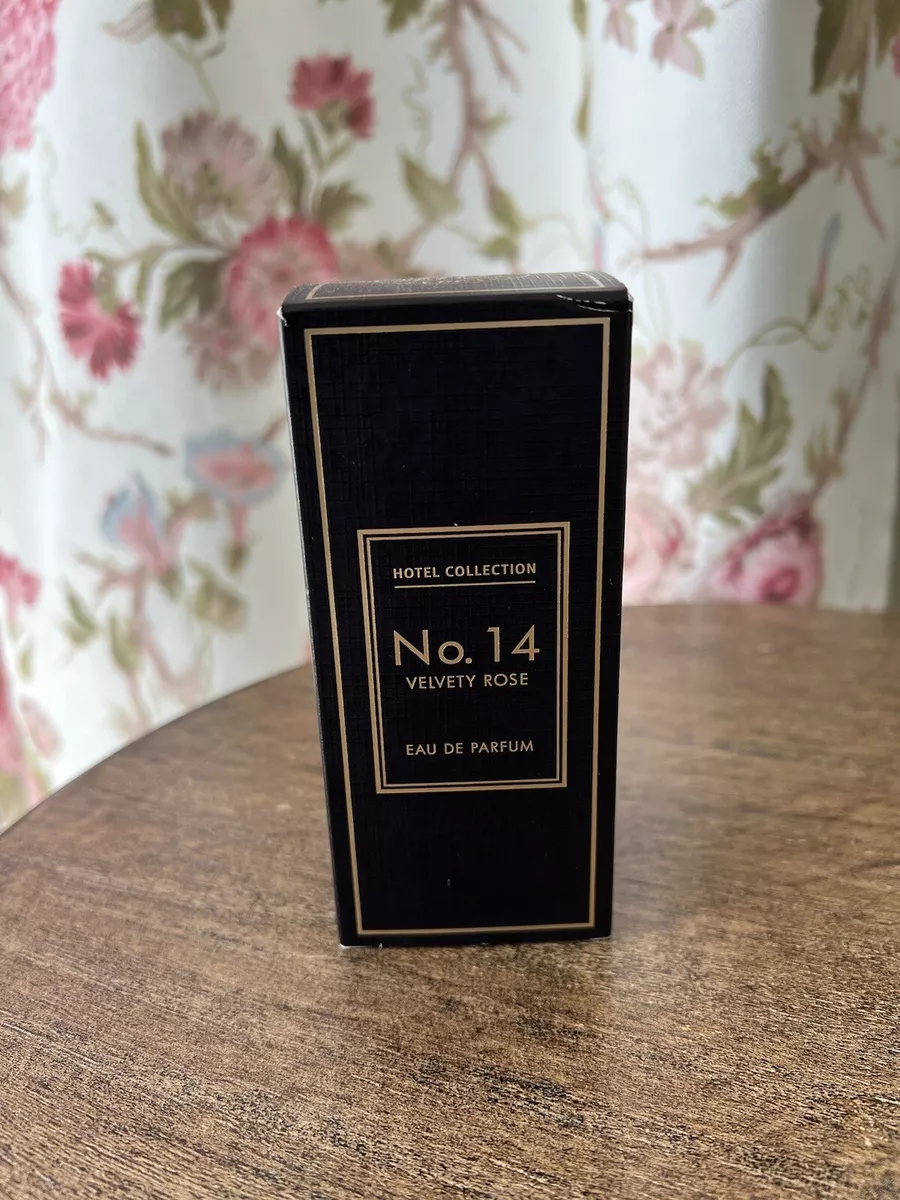 HOTEL COLLECTION
No. 14
VELVETY ROSE
EAU DE PARFUM